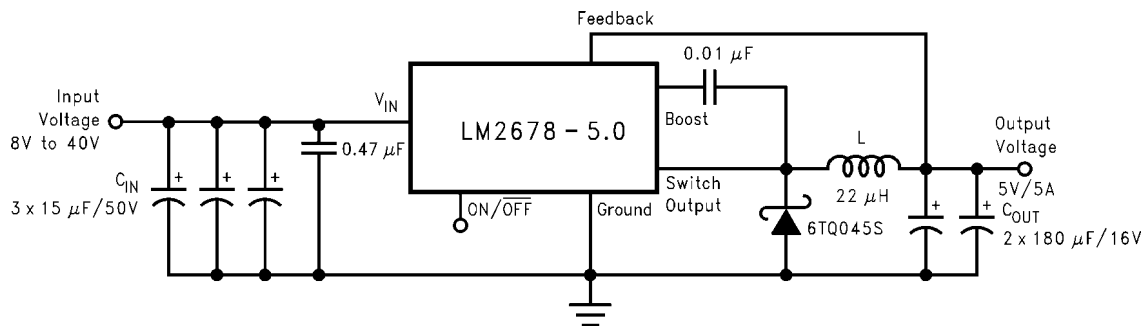 Feedback
0.01 μF
Input
Voltage
8V to 40V
V_IN
LM2678 - 5.0
Boost
L
Output
Voltage
0.47 μF
C_IN
3 x 15 μF/50V
+
+
+
ON/O̅F̅F̅
Ground
Switch
Output
22 μH
5V/5A
6TQ045S
+
+
C_OUT
2 x 180 μF/16V